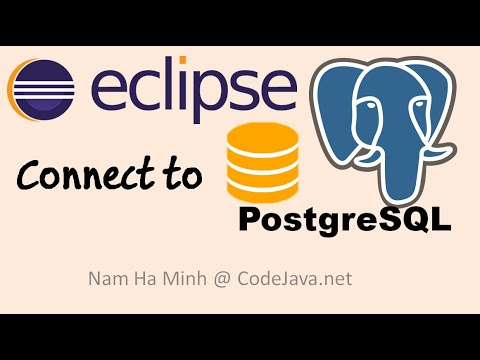 eclipse
Connect to
PostgreSQL
Nam Ha Minh @ CodeJava.net